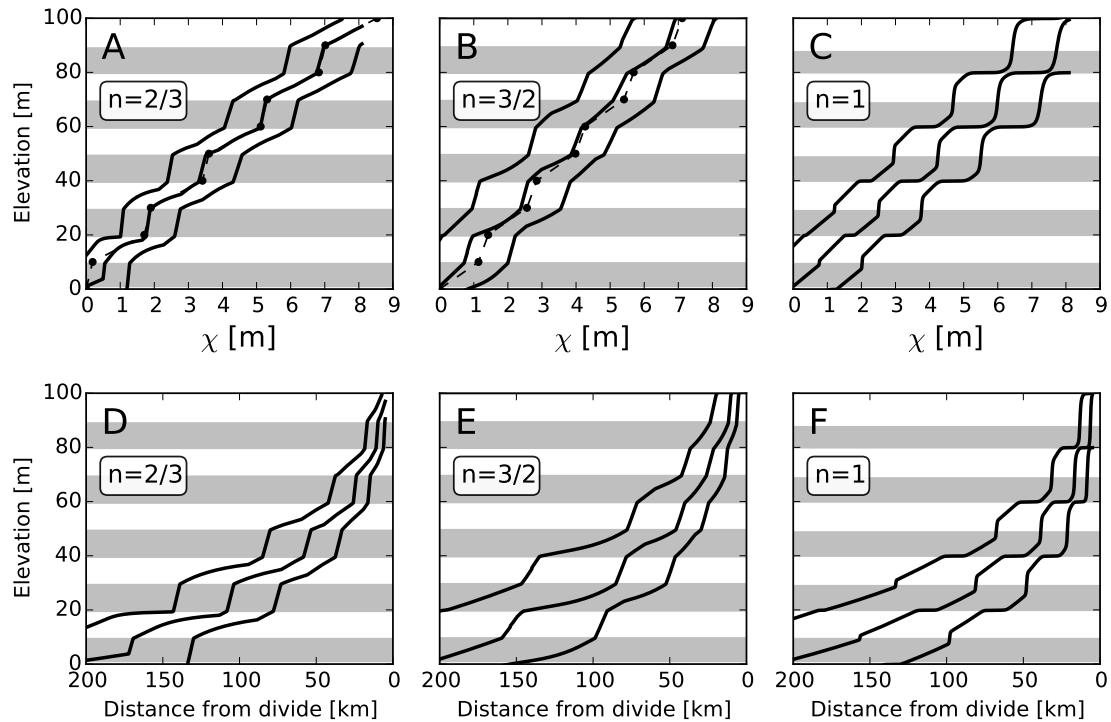 A
B
C
n=2/3
n=3/2
n=1
Elevation [m]
100
80
60
40
20
0
0 1 2 3 4 5 6 7 8 9
0 1 2 3 4 5 6 7 8 9
0 1 2 3 4 5 6 7 8 9
χ [m]
χ [m]
χ [m]
D
E
F
n=2/3
n=3/2
n=1
Elevation [m]
100
80
60
40
20
0
200 150 100 50 0
200 150 100 50 0
200 150 100 50 0
Distance from divide [km]
Distance from divide [km]
Distance from divide [km]